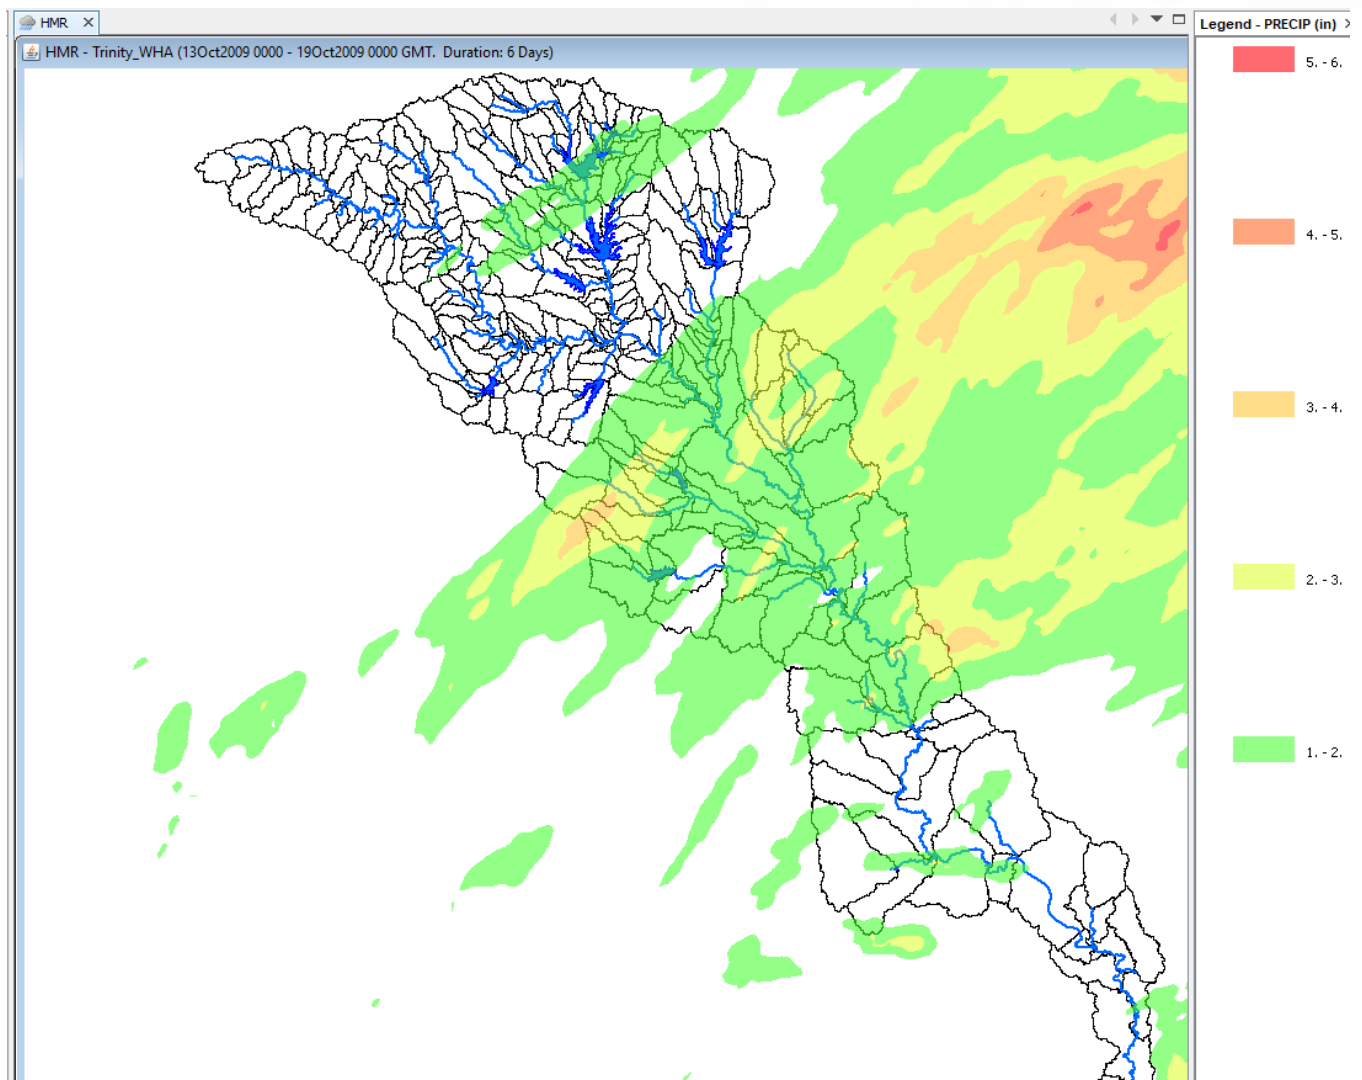 HMR
Legend - PRECIP (in)
HMR - Trinity_WHA (13Oct2009 0000 - 19Oct2009 0000 GMT. Duration: 6 Days)
5. - 6.
4. - 5.
3. - 4.
2. - 3.
1. - 2.